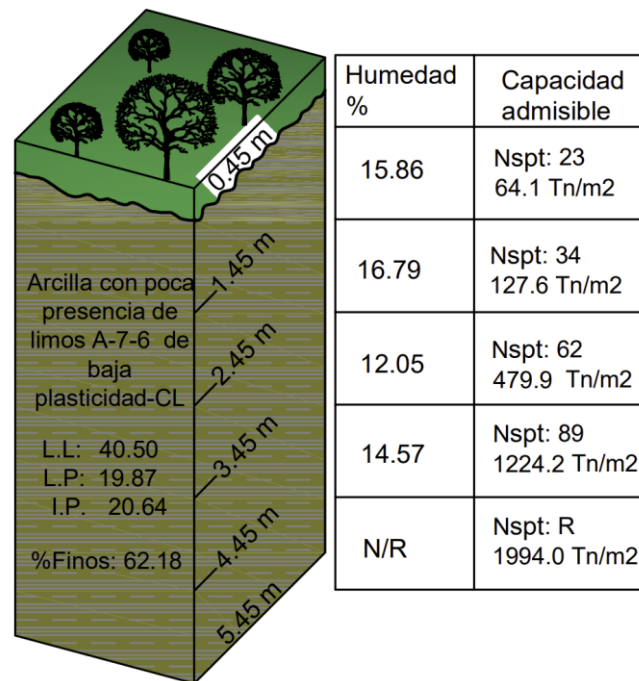 Humedad
%
Capacidad
admisible
15.86
Nspt: 23
64.1 Tn/m2
16.79
Nspt: 34
127.6 Tn/m2
12.05
Nspt: 62
479.9 Tn/m2
14.57
Nspt: 89
1224.2 Tn/m2
N/R
Nspt: R
1994.0 Tn/m2
0.45 m
1.45 m
2.45 m
3.45 m
4.45 m
5.45 m
Arcilla con poca
presencia de
limos A-7-6 de
baja
plasticidad-CL
L.L: 40.50
L.P: 19.87
I.P. 20.64
%Finos: 62.18